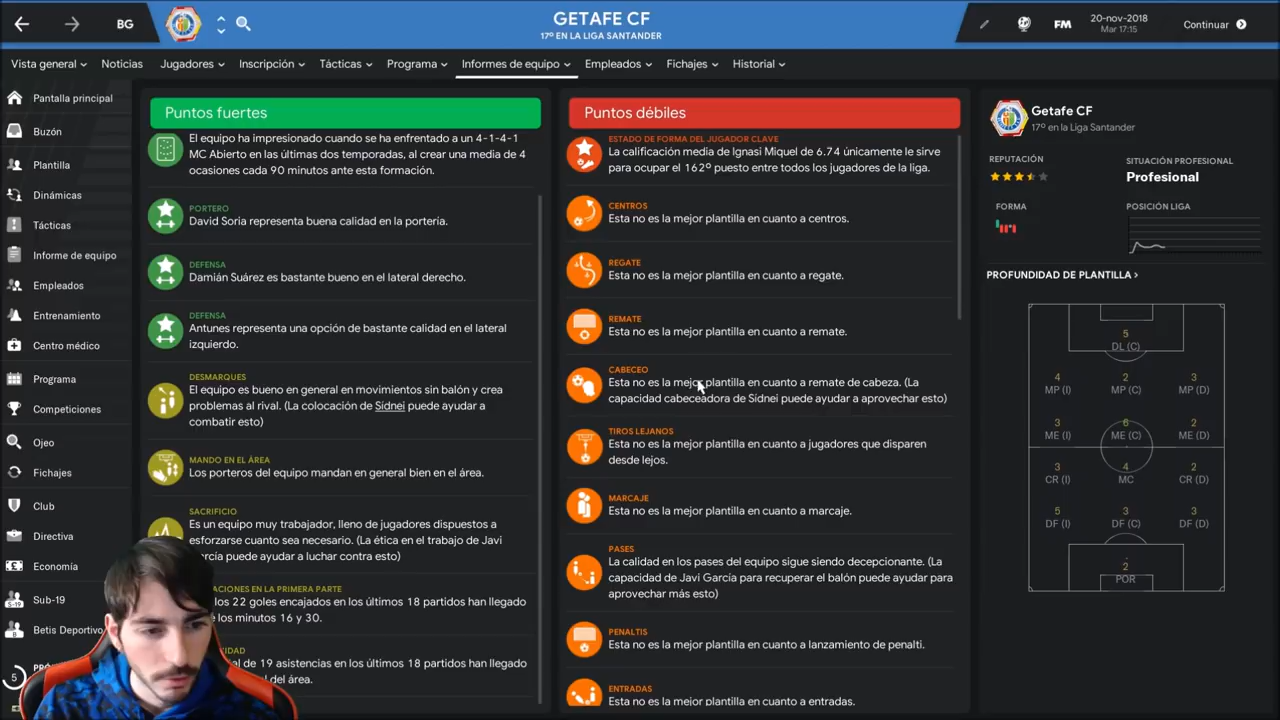 BG
GETAFE CF
17º EN LA LIGA SANTANDER
FM
20-nov-2018
Mar 17:15
Continuar
Vista general
Noticias
Jugadores
Inscripción
Tácticas
Programa
Informes de equipo
Empleados
Fichajes
Historial
Pantalla principal
Buzón
Plantilla
Dinámicas
Tácticas
Informe de equipo
Empleados
Entrenamiento
Centro médico
Programa
Competiciones
Ojeo
Fichajes
Club
Directiva
Economía
S-19
Sub-19
B
Betis Deportivo
5
Puntos fuertes
El equipo ha impresionado cuando se ha enfrentado a un 4-1-4-1
MC Abierto en las últimas dos temporadas, al crear una media de 4
ocasiones cada 90 minutos ante esta formación.
PORTERO
David Soria representa buena calidad en la portería.
DEFENSA
Damián Suárez es bastante bueno en el lateral derecho.
DEFENSA
Antunes representa una opción de bastante calidad en el lateral
izquierdo.
DESMARQUES
El equipo es bueno en general en movimientos sin balón y crea
problemas al rival. (La colocación de Sidnei puede ayudar a
combatir esto)
MANDO EN EL ÁREA
Los porteros del equipo mandan en general bien en el área.
SACRIFICIO
Es un equipo muy trabajador, lleno de jugadores dispuestos a
esforzarse cuanto sea necesario. (La ética en el trabajo de Javi
García puede ayudar a luchar contra esto)
ACIONES EN LA PRIMERA PARTE
los 22 goles encajados en los últimos 18 partidos han llegado
los minutos 16 y 30.
CIDAD
al de 19 asistencias en los últimos 18 partidos han llegado
del área.
Puntos débiles
ESTADO DE FORMA DEL JUGADOR CLAVE
La calificación media de Ignasi Miquel de 6.74 únicamente le sirve
para ocupar el 162º puesto entre todos los jugadores de la liga.
CENTROS
Esta no es la mejor plantilla en cuanto a centros.
REGATE
Esta no es la mejor plantilla en cuanto a regate.
REMATE
Esta no es la mejor plantilla en cuanto a remate.
CABECEO
Esta no es la mejor plantilla en cuanto a remate de cabeza. (La
capacidad cabeceadora de Sidnei puede ayudar a aprovechar esto)
TIROS LEJANOS
Esta no es la mejor plantilla en cuanto a jugadores que disparen
desde lejos.
MARCAJE
Esta no es la mejor plantilla en cuanto a marcaje.
PASES
La calidad en los pases del equipo sigue siendo decepcionante. (La
capacidad de Javi García para recuperar el balón puede ayudar para
aprovechar más esto)
PENALTIS
Esta no es la mejor plantilla en cuanto a lanzamiento de penalti.
ENTRADAS
Esta no es la mejor plantilla en cuanto a entradas.
Getafe CF
17º en la Liga Santander
REPUTACIÓN
SITUACIÓN PROFESIONAL
Profesional
FORMA
POSICIÓN LIGA
PROFUNDIDAD DE PLANTILLA >
5
DL (C)
4 2 3
MP (I) MP (C) MP (D)
3 6 2
ME (I) ME (C) ME (D)
3 4 2
CR (I) MC CR (D)
5 3 3
DF (I) DF (C) DF (D)
2
POR